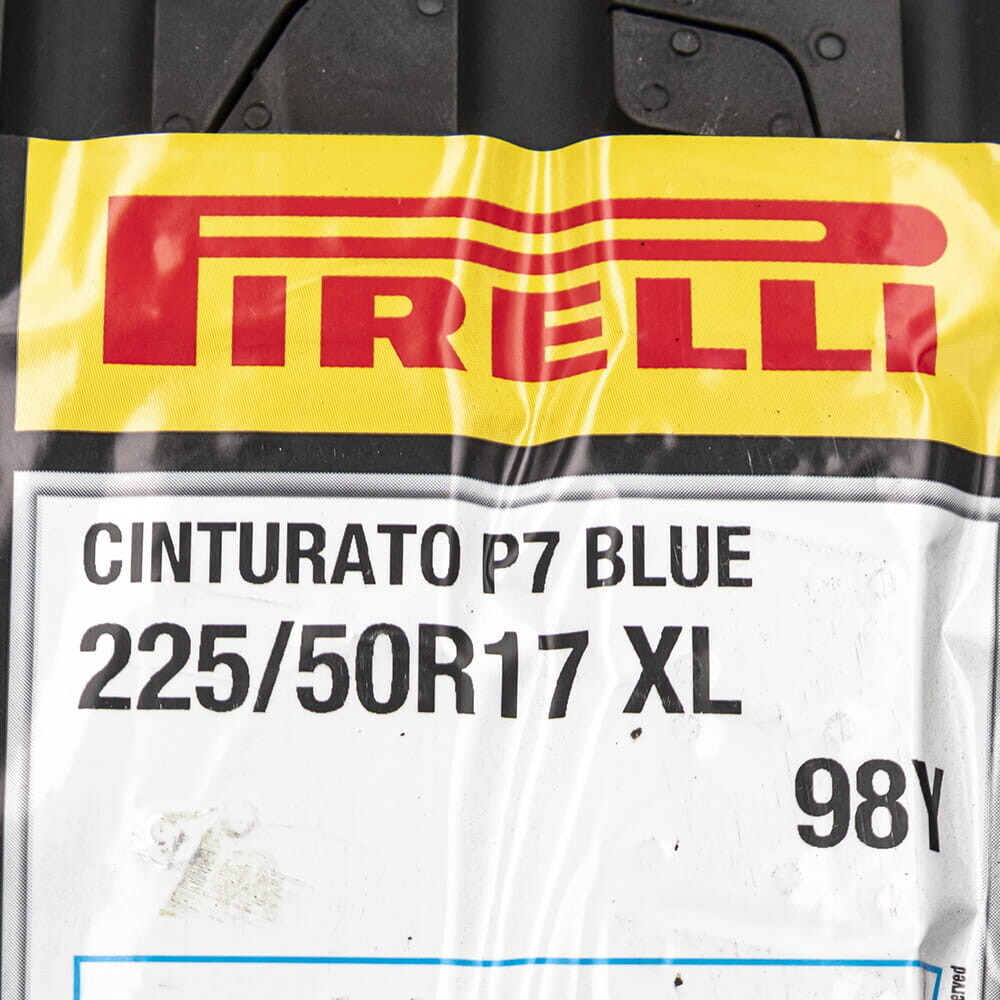 PIRELLI
CINTURATO P7 BLUE
225/50R17 XL
98Y